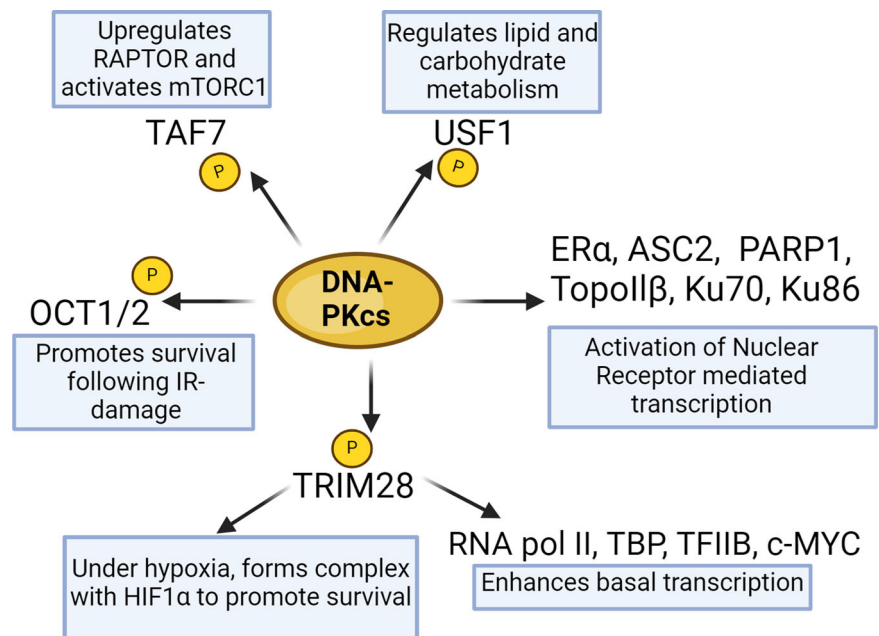 Upregulates
RAPTOR and
activates mTORC1
TAF7
P
Regulates lipid and
carbohydrate
metabolism
USF1
P
DNA-
PKcs
P
OCT1/2
Promotes survival
following IR-
damage
ERα, ASC2, PARP1,
TopoIIβ, Ku70, Ku86
Activation of Nuclear
Receptor mediated
transcription
P
TRIM28
Under hypoxia, forms complex
with HIF1α to promote survival
RNA pol II, TBP, TFIIB, c-MYC
Enhances basal transcription